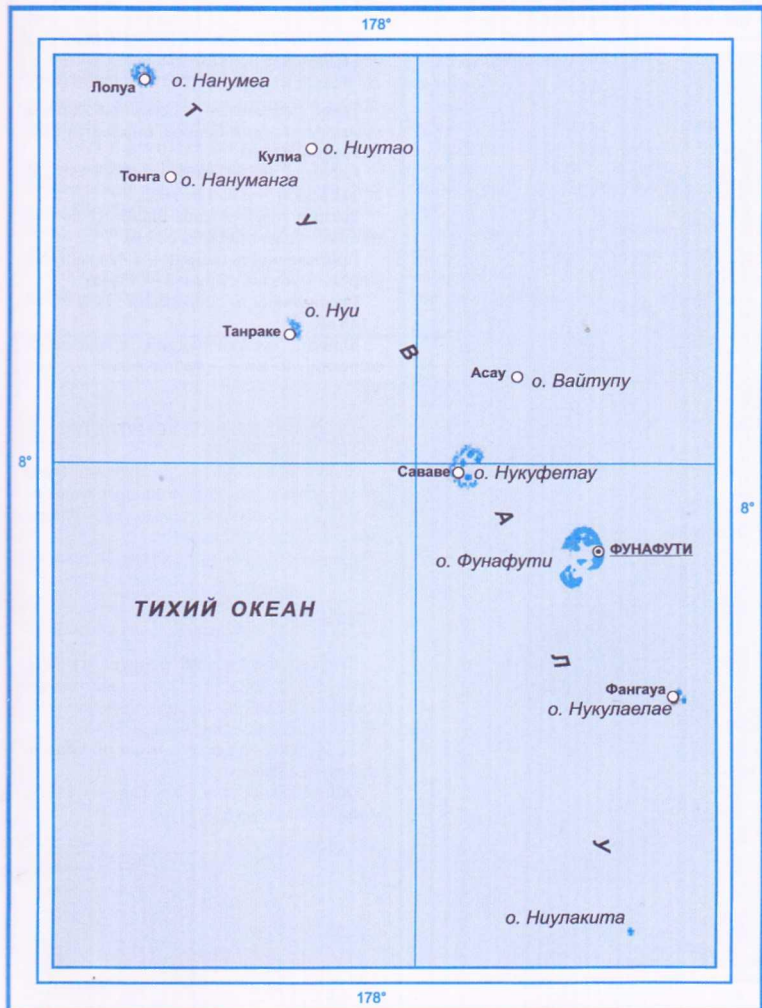 178°
Лолуа
о. Нанумеа
Кулиа
о. Ниутао
Тонга
о. Нануманга
о. Нуи
Танраке
Асау
о. Вайтупу
8°
Сававе
о. Нукуфетау
8°
ФУНАФУТИ
о. Фунафути
ТИХИЙ ОКЕАН
Фангауа
о. Нукулаелае
о. Ниулакита
178°
ТУВАЛУ